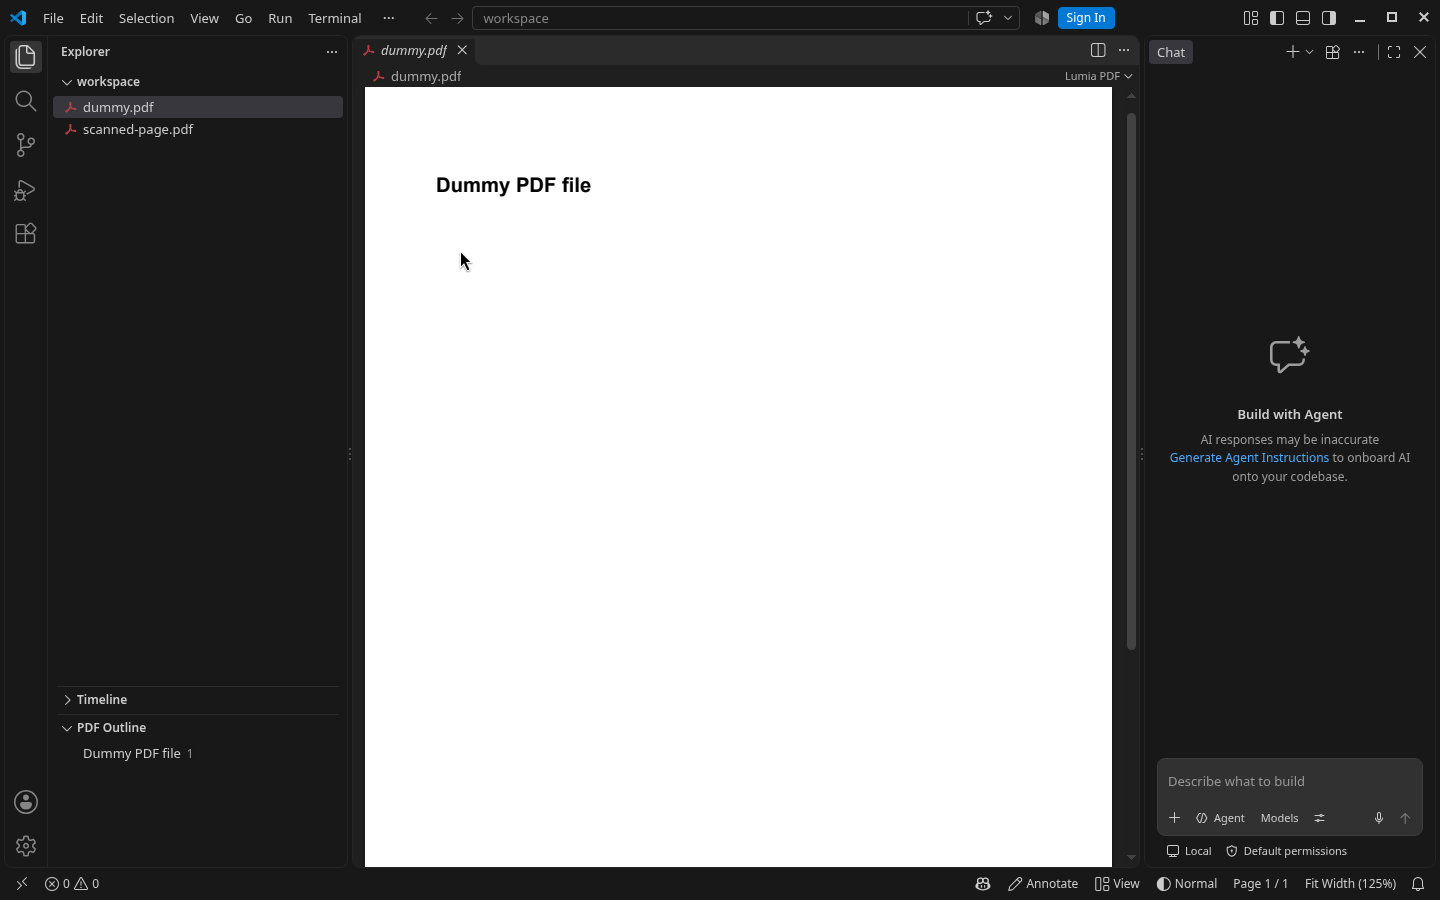 File Edit Selection View Go Run Terminal ··· workspace Sign In
Explorer ···
workspace
dummy.pdf
scanned-page.pdf
Timeline
PDF Outline
Dummy PDF file 1
dummy.pdf
dummy.pdf
Lumia PDF
Dummy PDF file
Chat
Build with Agent
AI responses may be inaccurate
Generate Agent Instructions to onboard AI
onto your codebase.
Describe what to build
Agent Models
Local Default permissions
0 0 Annotate View Normal Page 1 / 1 Fit Width (125%)